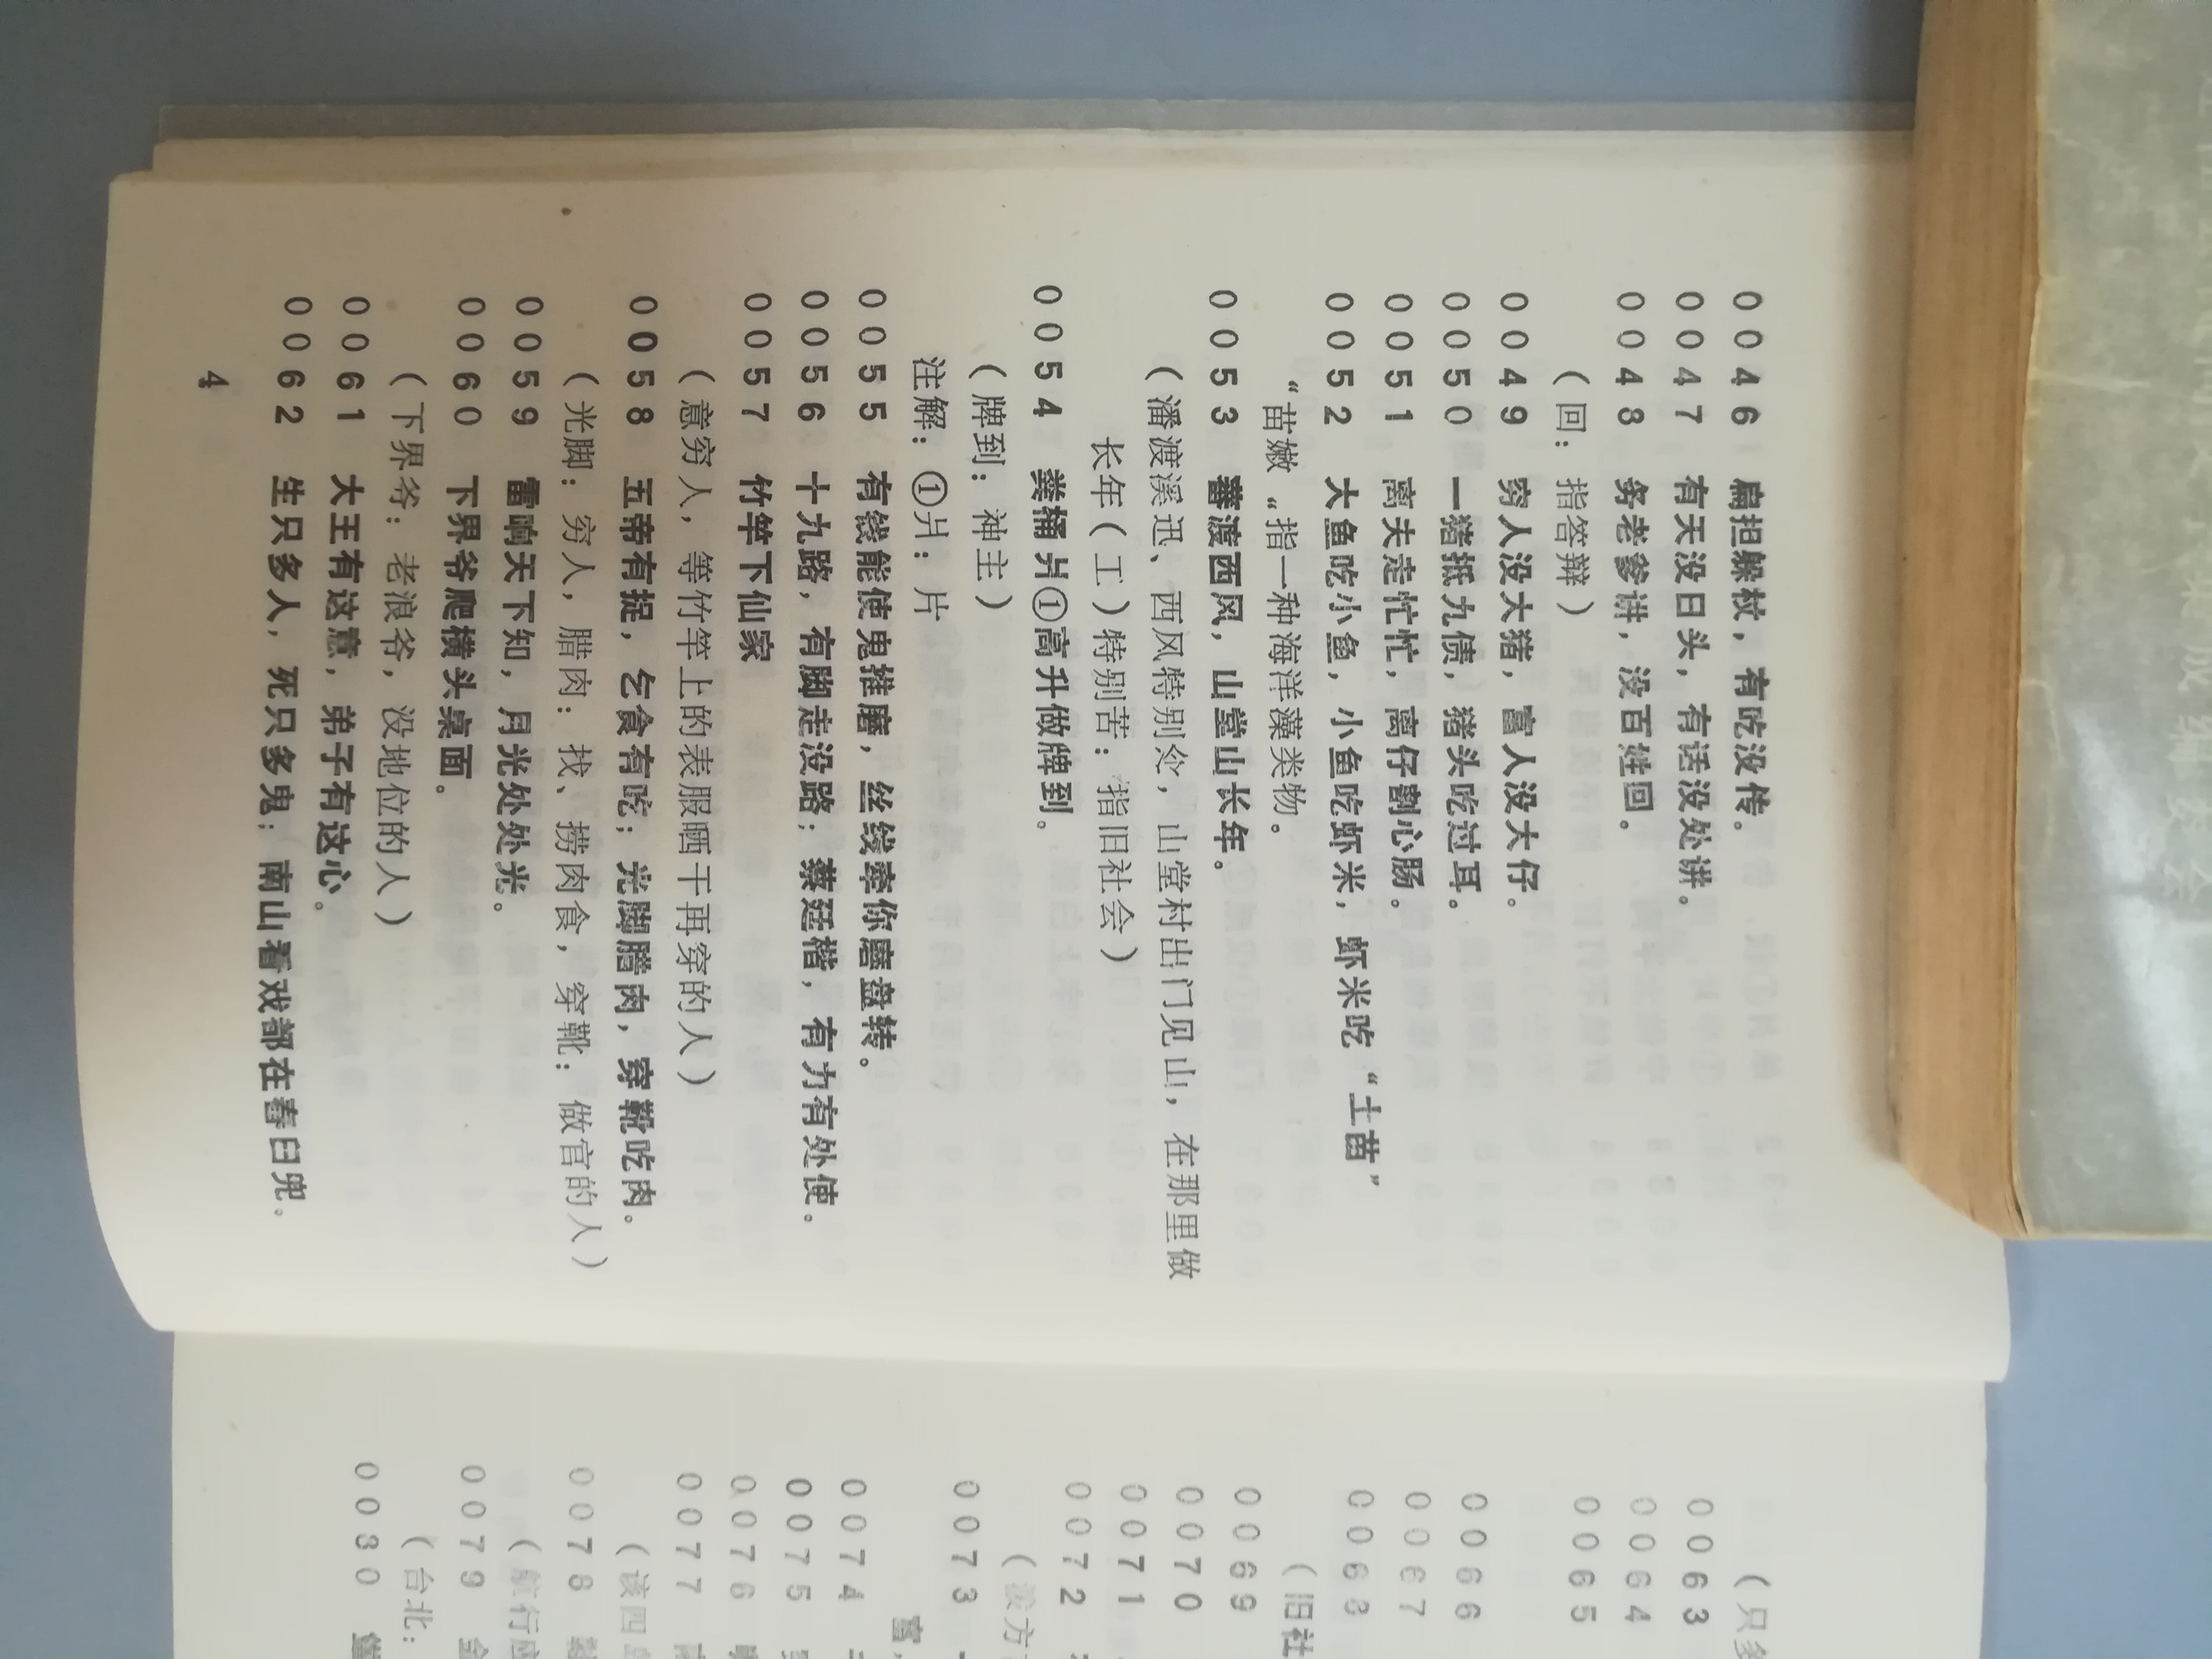 集成编委会
0046 扁担躲杖，有吃没传。
0047 有天没日头，有话没处讲。
0048 务老爹讲，没百姓回。
（回：指答辩）
0049 穷人没大猪，富人没大仔。
0050 一猪抵九债，猪头吃过耳。
0051 离夫走忙忙，离仔割心肠。
0052 大鱼吃小鱼，小鱼吃虾米，虾米吃“土苗”
“苗嫩〝指一种海洋藻类物。
0053 蕃渡西风，山堂山长年。
（潘渡溪迅、西风特别，山堂村出门见山，在那里做
长年（工）特别苦：指旧社会）
0054 粪桶爿①高升做牌到。
（牌到：神主）
注解：①爿：片
0055 有钱能使鬼推磨，丝线牵你磨盘转。
0056 十九路，有脚走没路；蔡廷楷，有力有处使。
0057 竹竿下仙家
（意穷人，等竹竿上的表服晒干再穿的人）
0058 五帝有捉，乞食有吃；光脚腊肉，穿靴吃肉。
（光脚：穷人，腊肉：找、捞肉食，穿靴：做官的人）
0059 雷响天下知，月光处处光。
0060 下界爷爬横头桌面。
（下界爷：老浪爷，没地位的人）
0061 大王有这意，弟子有这心。
0062 生只多人，死只多鬼；南山看戏都在舂臼兜。
4
（只多
0063
0064
0065
0066
0067
0068
（旧社
0069
0070
0071
0072
方
0073
富，
0074
0075
0076
0077
（该四
0078
（航行应
0079 金
（台北：
0080